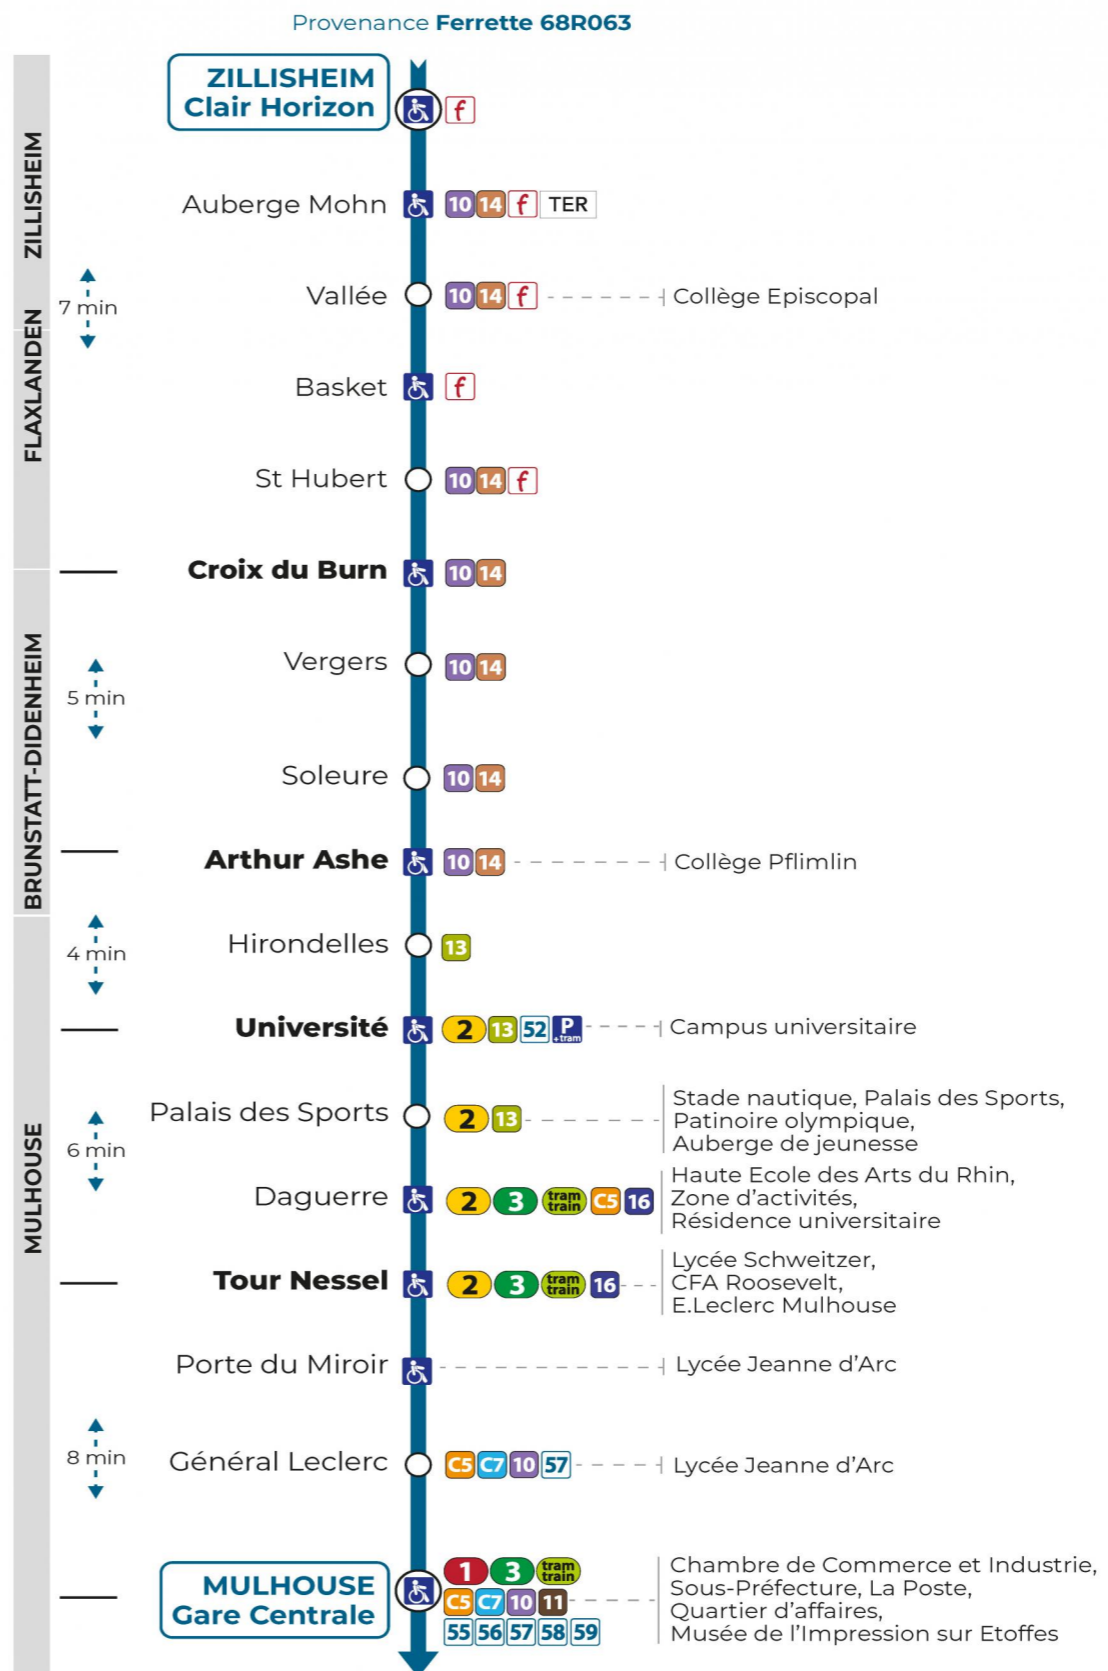 Provenance Ferrette 68R063
ZILLISHEIM
ZILLISHEIM
Clair Horizon
f
Auberge Mohn 10 14 f TER
7 min
Vallée 10 14 f Collège Episcopal
FLAXLANDEN
Basket f
St Hubert 10 14 f
Croix du Burn 10 14
BRUNSTATT-DIDENHEIM
Vergers 10 14
5 min
Soleure 10 14
Arthur Ashe 10 14 Collège Pflimlin
4 min
Hirondelles 13
MULHOUSE
Université 2 13 52 P +tram Campus universitaire
Palais des Sports 2 13
Stade nautique, Palais des Sports,
Patinoire olympique,
Auberge de jeunesse
6 min
Daguerre 2 3 tram train C5 16
Haute Ecole des Arts du Rhin,
Zone d'activités,
Résidence universitaire
Tour Nessel 2 3 tram train 16
Lycée Schweitzer,
CFA Roosevelt,
E.Leclerc Mulhouse
Porte du Miroir Lycée Jeanne d'Arc
8 min
Général Leclerc C5 C7 10 57 Lycée Jeanne d'Arc
MULHOUSE
Gare Centrale
1 3 tram train
C5 C7 10 11
55 56 57 58 59
Chambre de Commerce et Industrie,
Sous-Préfecture, La Poste,
Quartier d'affaires,
Musée de l'Impression sur Etoffes